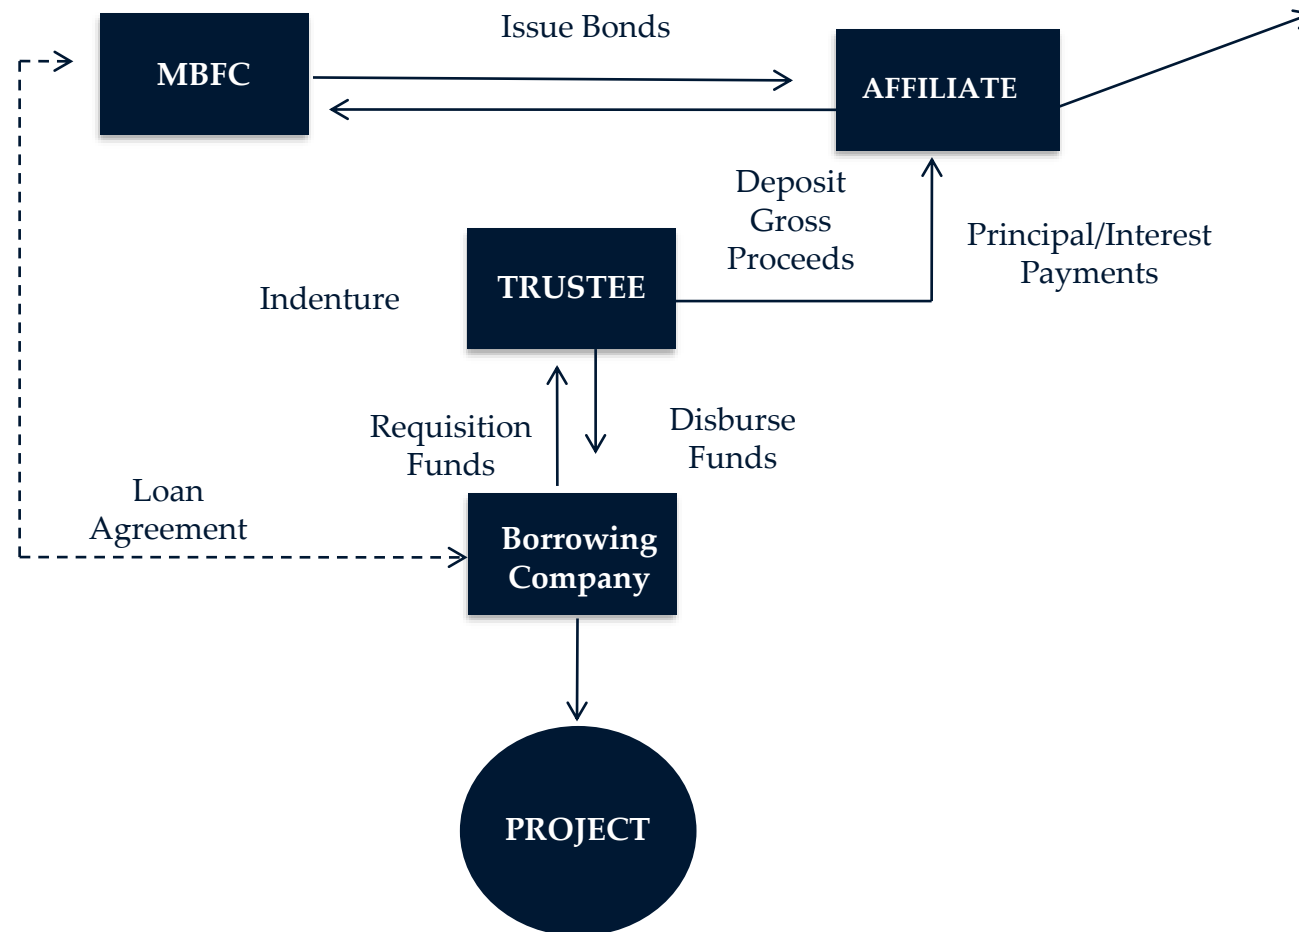 Issue Bonds
MBFC
AFFILIATE
Deposit
Gross
Proceeds
Principal/Interest
Payments
TRUSTEE
Indenture
Requisition
Funds
Disburse
Funds
Loan
Agreement
Borrowing
Company
PROJECT